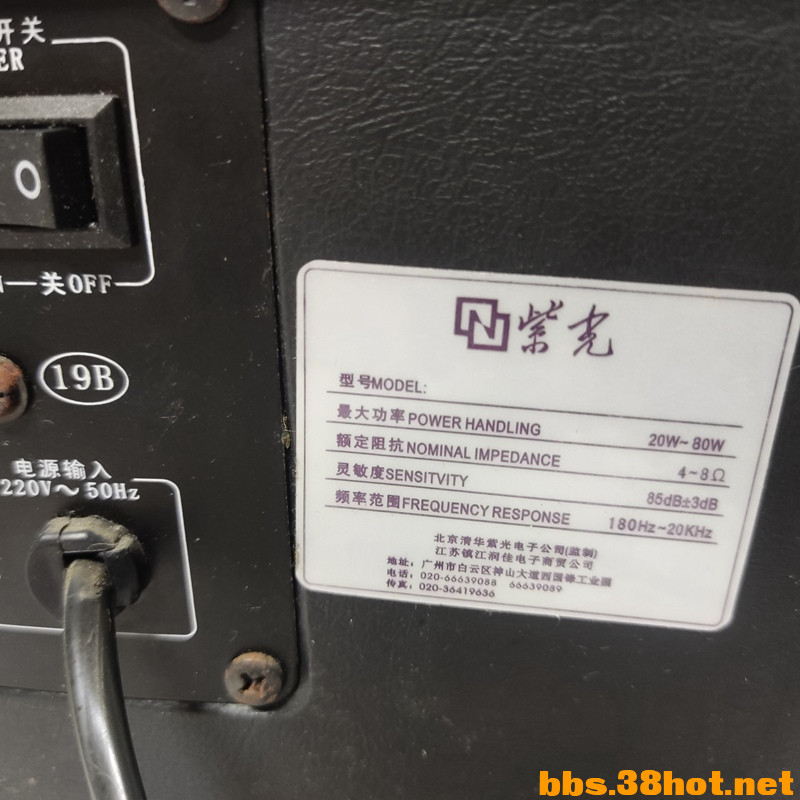 开关
ER
O
关OFF
19B
电源输入
220V～50Hz
紫光
型号MODEL:
最大功率POWER HANDLING 20W~80W
额定阻抗NOMINAL IMPEDANCE 4~8Ω
灵敏度SENSITVITY 85dB±3dB
频率范围FREQUENCY RESPONSE 180Hz~20KHz
北京清华紫光电子公司(监制)
江苏镇江润佳电子商贸公司
地址：广州市白云区神山大道西国锋工业园
电话：020-66639088 66639089
传真：020-36419636
bbs.38hot.net